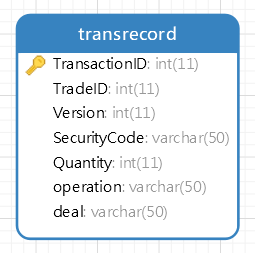 transrecord
TransactionID: int(11)
TradeID: int(11)
Version: int(11)
SecurityCode: varchar(50)
Quantity: int(11)
operation: varchar(50)
deal: varchar(50)